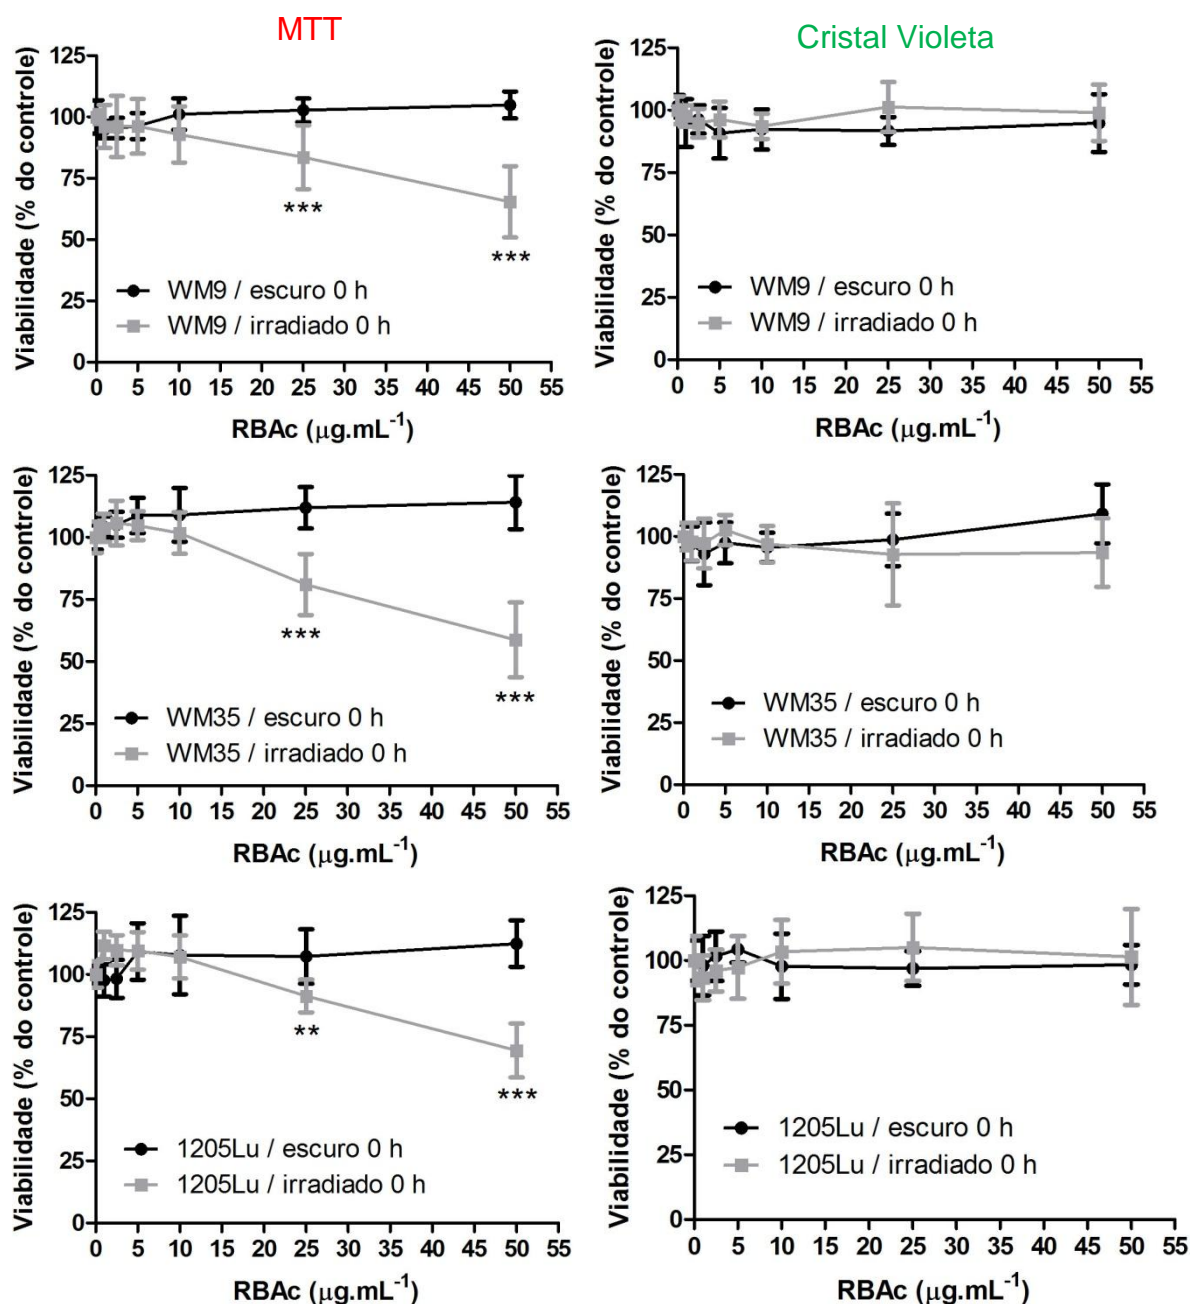 MTT
Cristal Violeta
Viabilidade (% do controle)
125
100
75
50
25
0
***
***
WM9 / escuro 0 h
WM9 / irradiado 0 h
0 5 10 15 20 25 30 35 40 45 50 55
RBAc (μg.mL⁻¹)
Viabilidade (% do controle)
125
100
75
50
25
0
WM9 / escuro 0 h
WM9 / irradiado 0 h
0 5 10 15 20 25 30 35 40 45 50 55
RBAc (μg.mL⁻¹)
Viabilidade (% do controle)
125
100
75
50
25
0
***
***
WM35 / escuro 0 h
WM35 / irradiado 0 h
0 5 10 15 20 25 30 35 40 45 50 55
RBAc (μg.mL⁻¹)
Viabilidade (% do controle)
125
100
75
50
25
0
WM35 / escuro 0 h
WM35 / irradiado 0 h
0 5 10 15 20 25 30 35 40 45 50 55
RBAc (μg.mL⁻¹)
Viabilidade (% do controle)
125
100
75
50
25
0
**
***
1205Lu / escuro 0 h
1205Lu / irradiado 0 h
0 5 10 15 20 25 30 35 40 45 50 55
RBAc (μg.mL⁻¹)
Viabilidade (% do controle)
125
100
75
50
25
0
1205Lu / escuro 0 h
1205Lu / irradiado 0 h
0 5 10 15 20 25 30 35 40 45 50 55
RBAc (μg.mL⁻¹)